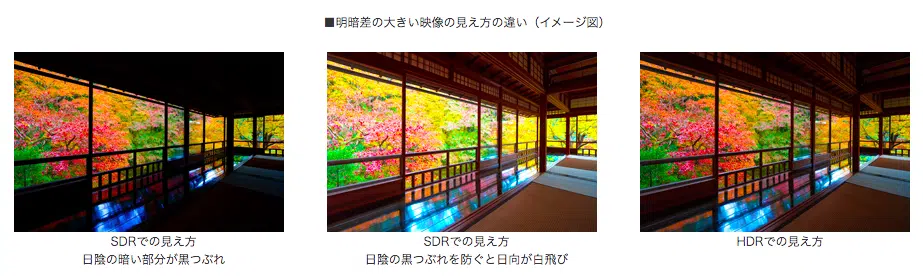 ■明暗差の大きい映像の見え方の違い（イメージ図）
SDRでの見え方
日陰の暗い部分が黒つぶれ
SDRでの見え方
日陰の黒つぶれを防ぐと日向が白飛び
HDRでの見え方